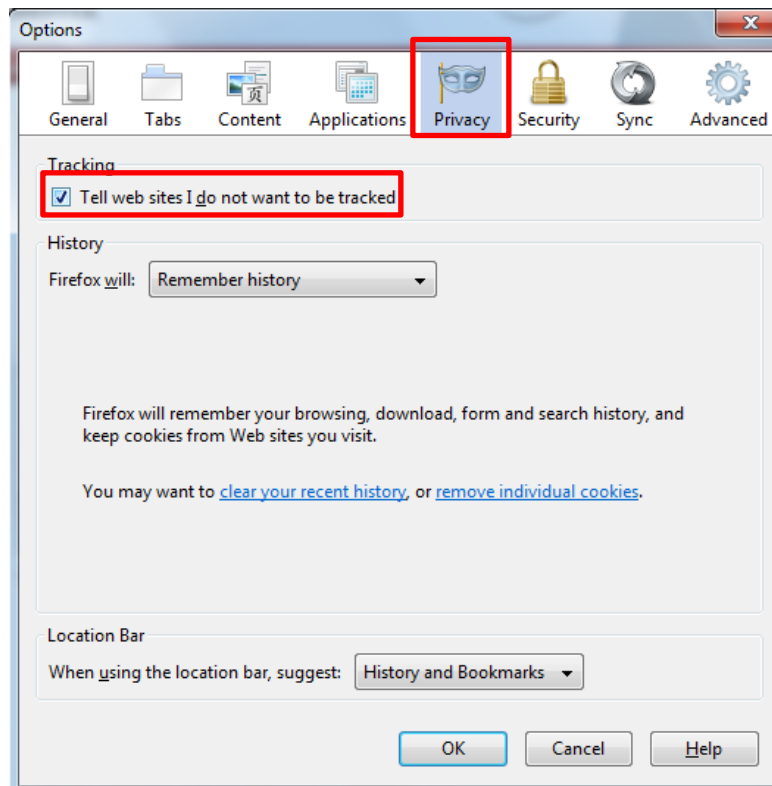 Options
General Tabs Content Applications Privacy Security Sync Advanced
页
Tracking
Tell web sites I do not want to be tracked
History
Firefox will: Remember history
Firefox will remember your browsing, download, form and search history, and
keep cookies from Web sites you visit.
You may want to clear your recent history, or remove individual cookies.
Location Bar
When using the location bar, suggest: History and Bookmarks
OK Cancel Help